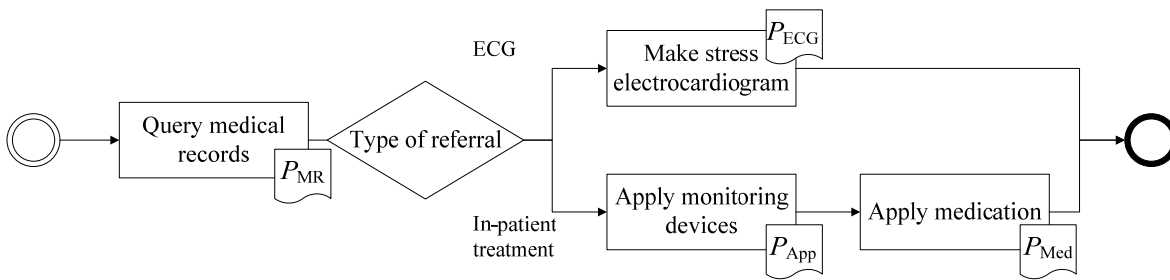 Query medical
records
P_MR
Type of referral
ECG
Make stress
electrocardiogram
P_ECG
In-patient
treatment
Apply monitoring
devices
P_App
Apply medication
P_Med